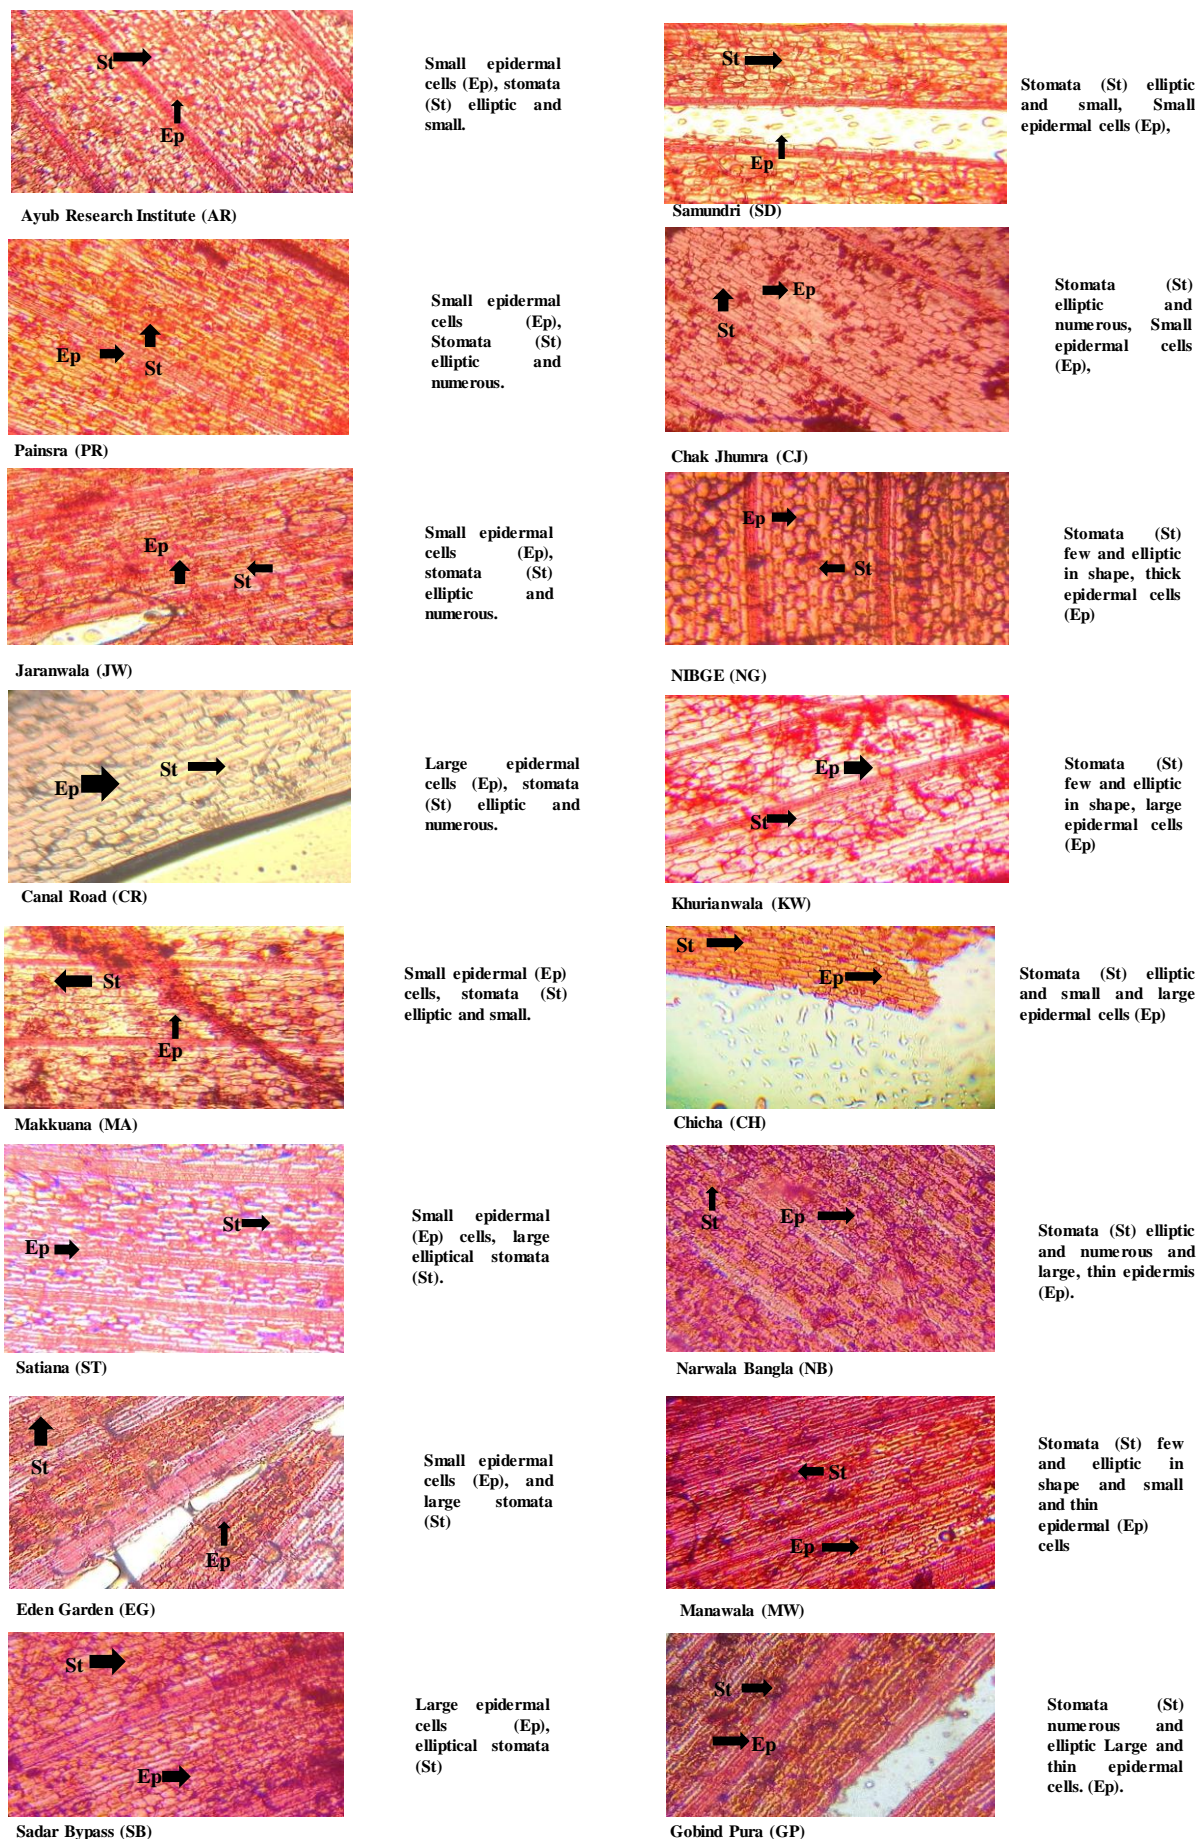 St
Ep
Small epidermal
cells (Ep), stomata
(St) elliptic and
small.
Ayub Research Institute (AR)
St
Ep
Stomata (St) elliptic
and small, Small
epidermal cells (Ep),
Samundri (SD)
Ep
St
Small epidermal
cells (Ep),
Stomata (St)
elliptic and
numerous.
Painsra (PR)
Ep
St
Stomata (St)
elliptic and
numerous, Small
epidermal cells
(Ep),
Chak Jhumra (CJ)
Ep
St
Small epidermal
cells (Ep),
stomata (St)
elliptic and
numerous.
Jaranwala (JW)
Ep
St
Stomata (St)
few and elliptic
in shape, thick
epidermal cells
(Ep)
NIBGE (NG)
St
Ep
Large epidermal
cells (Ep), stomata
(St) elliptic and
numerous.
Canal Road (CR)
Ep
St
Stomata (St)
few and elliptic
in shape, large
epidermal cells
(Ep)
Khurianwala (KW)
St
Ep
Small epidermal (Ep)
cells, stomata (St)
elliptic and small.
Makkuana (MA)
St
Ep
Stomata (St) elliptic
and small and large
epidermal cells (Ep)
Chicha (CH)
St
Ep
Small epidermal
(Ep) cells, large
elliptical stomata
(St).
Satiana (ST)
St
Ep
Stomata (St) elliptic
and numerous and
large, thin epidermis
(Ep).
Narwala Bangla (NB)
St
Ep
Small epidermal
cells (Ep), and
large stomata
(St)
Eden Garden (EG)
St
Ep
Stomata (St) few
and elliptic in
shape and small
and thin
epidermal (Ep)
cells
Manawala (MW)
St
Ep
Large epidermal
cells (Ep),
elliptical stomata
(St)
Sadar Bypass (SB)
St
Ep
Stomata (St)
numerous and
elliptic Large and
thin epidermal
cells. (Ep).
Gobind Pura (GP)